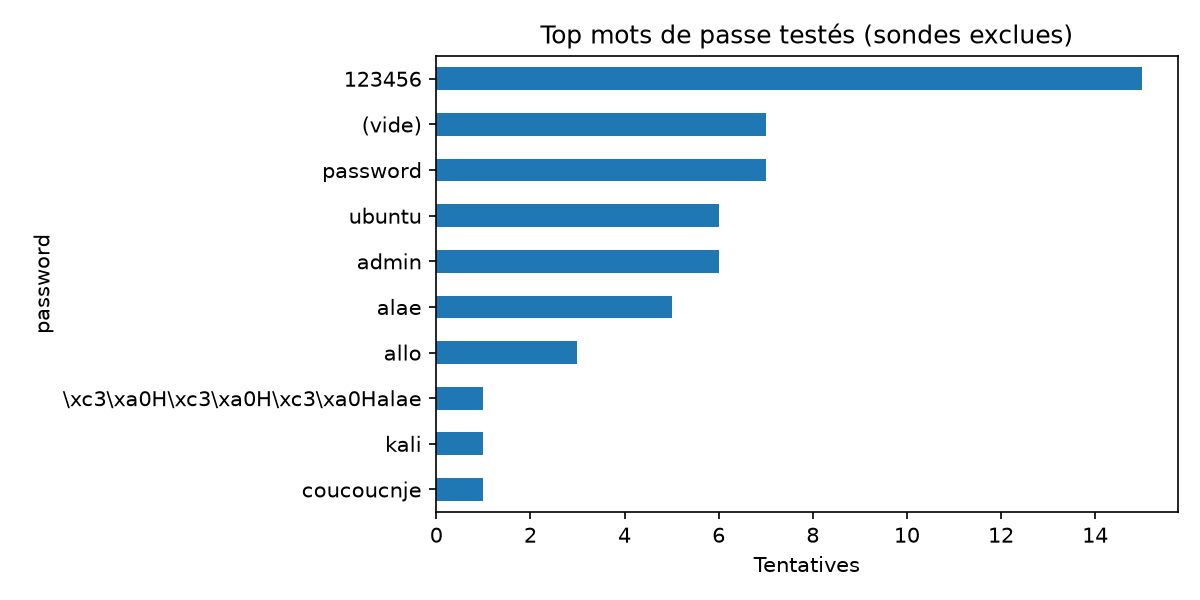 Top mots de passe testés (sondes exclues)
123456
(vide)
password
ubuntu
admin
alae
allo
\xc3\xa0H\xc3\xa0H\xc3\xa0Halae
kali
coucoucnje
password
0 2 4 6 8 10 12 14
Tentatives